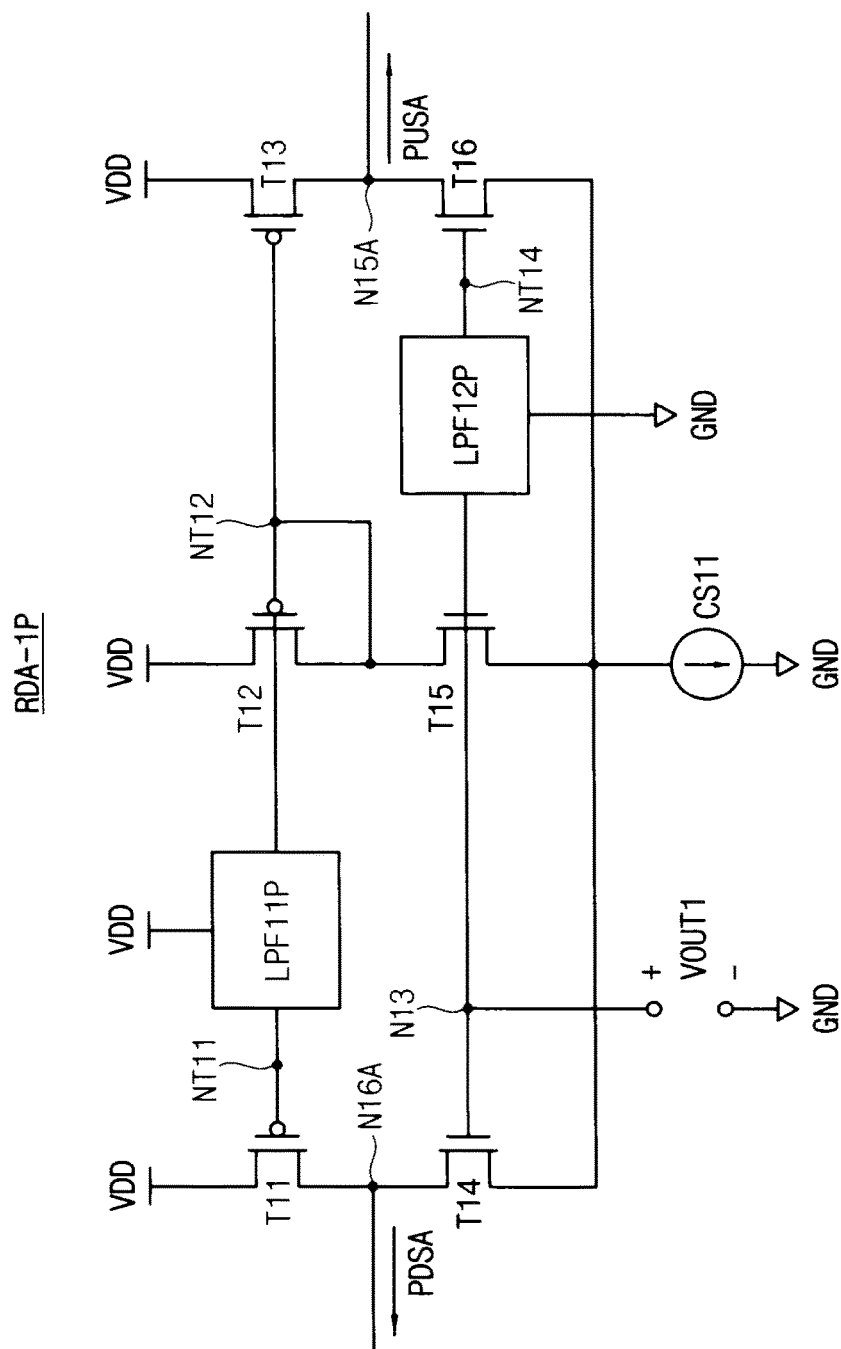 RDA-1P
VDD
VDD
VDD
VDD
T11
NT11
LPF11P
T12
NT12
T13
PDSA
N16A
N15A
PUSA
T14
N13
T15
LPF12P
NT14
T16
+
VOUT1
-
GND
CS11
GND
GND